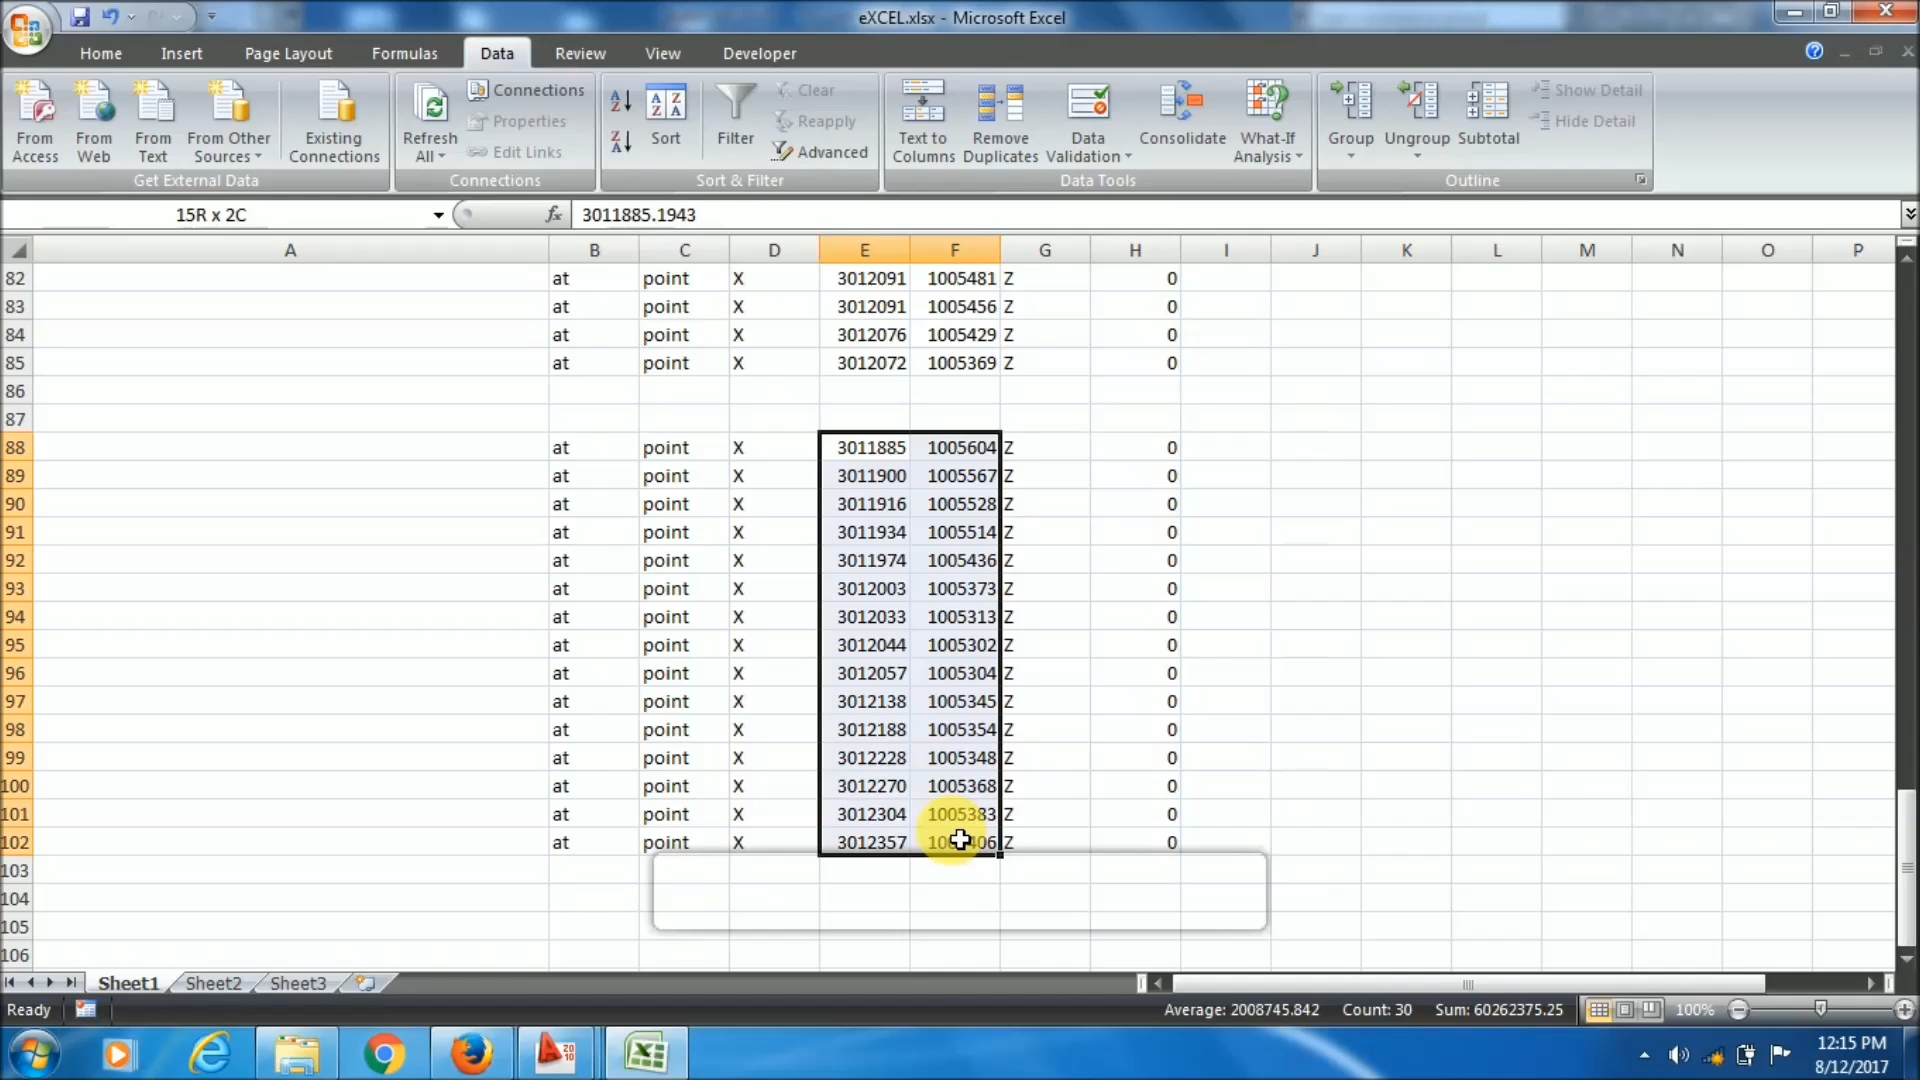 eXCEL.xlsx - Microsoft Excel
Home Insert Page Layout Formulas Data Review View Developer
From Access
From Web
From Text
From Other Sources
Existing Connections
Get External Data
Refresh All
Connections
Properties
Edit Links
Connections
Sort
Filter
Clear
Reapply
Advanced
Sort & Filter
Text to Columns
Remove Duplicates
Data Validation
Consolidate
What-If Analysis
Data Tools
Group
Ungroup
Subtotal
Show Detail
Hide Detail
Outline
15R x 2C fx 3011885.1943
A B C D E F G H I J K L M N O P
82 at point X 3012091 1005481 Z 0
83 at point X 3012091 1005456 Z 0
84 at point X 3012076 1005429 Z 0
85 at point X 3012072 1005369 Z 0
86
87
88 at point X 3011885 1005604 Z 0
89 at point X 3011900 1005567 Z 0
90 at point X 3011916 1005528 Z 0
91 at point X 3011934 1005514 Z 0
92 at point X 3011974 1005436 Z 0
93 at point X 3012003 1005373 Z 0
94 at point X 3012033 1005313 Z 0
95 at point X 3012044 1005302 Z 0
96 at point X 3012057 1005304 Z 0
97 at point X 3012138 1005345 Z 0
98 at point X 3012188 1005354 Z 0
99 at point X 3012228 1005348 Z 0
100 at point X 3012270 1005368 Z 0
101 at point X 3012304 1005383 Z 0
102 at point X 3012357 Z 0
103
104
105
106
Sheet1 Sheet2 Sheet3
Ready Average: 2008745.842 Count: 30 Sum: 60262375.25 100%
12:15 PM
8/12/2017